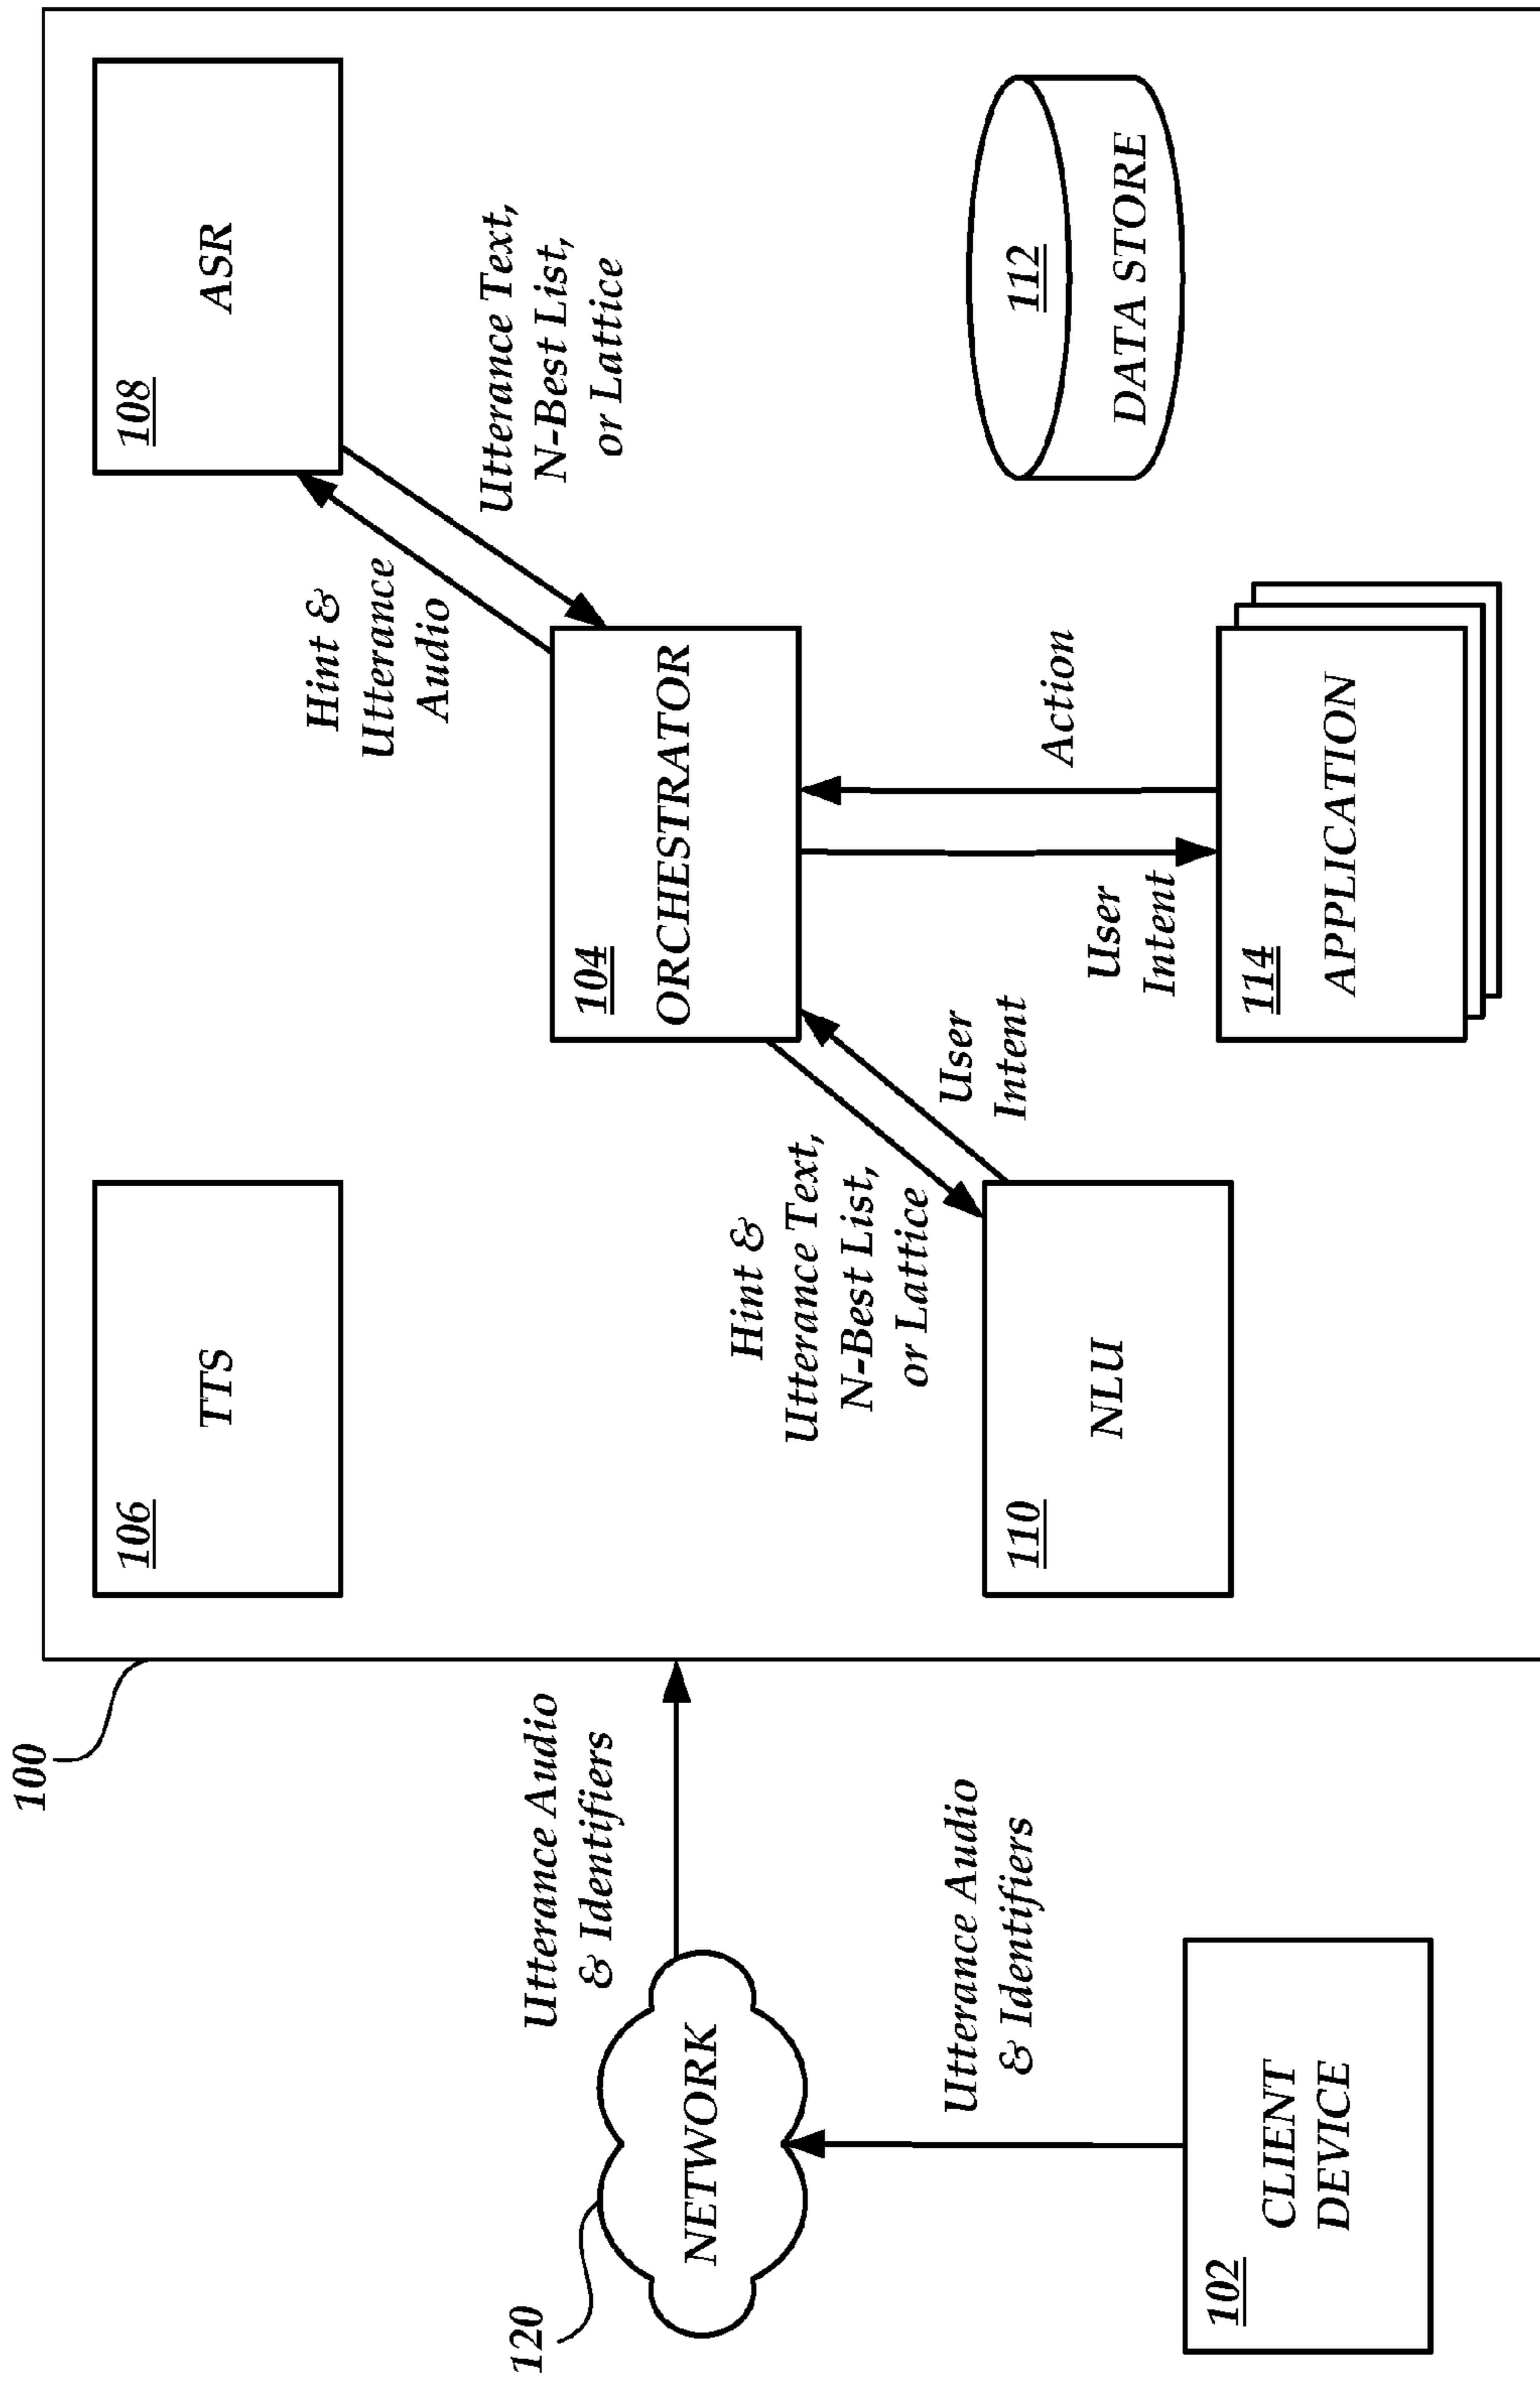 100
106
TTS
108
ASR
Hint &
Utterance
Audio
Utterance Text,
N-Best List,
or Lattice
120
NETWORK
Utterance Audio
& Identifiers
104
ORCHESTRATOR
Hint &
Utterance Text,
N-Best List,
or Lattice
User
Intent
Utterance Audio
& Identifiers
110
NLU
User
Intent
Action
112
DATA STORE
102
CLIENT
DEVICE
114
APPLICATION